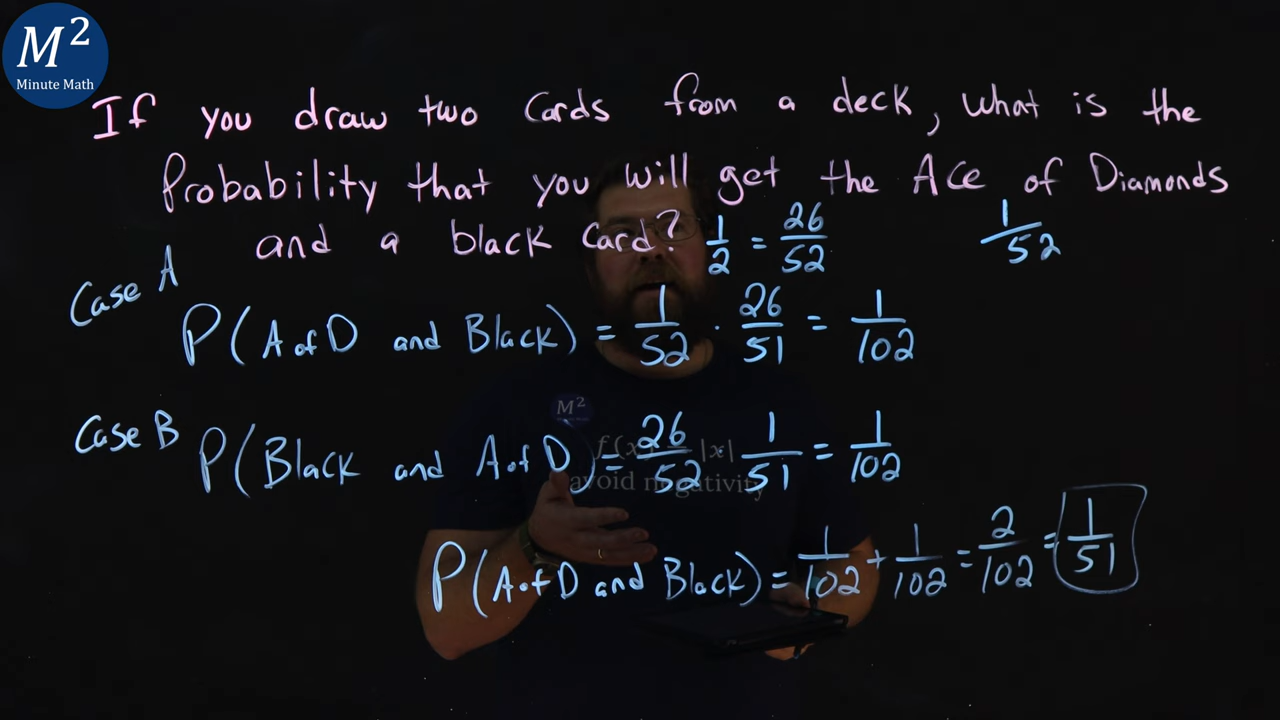 M²
Minute Math
If you draw two cards from a deck, what is the
Probability that you will get the Ace of Diamonds
and a black card? 1/2 = 26/52 1/52
Case A
P(A of D and Black) = 1/52 · 26/51 = 1/102
Case B
M²
P(Black and A of D) = 26/52 · 1/51 = 1/102
|x|
avoid negativity
P(A of D and Black) = 1/102 + 1/102 = 2/102 = 1/51